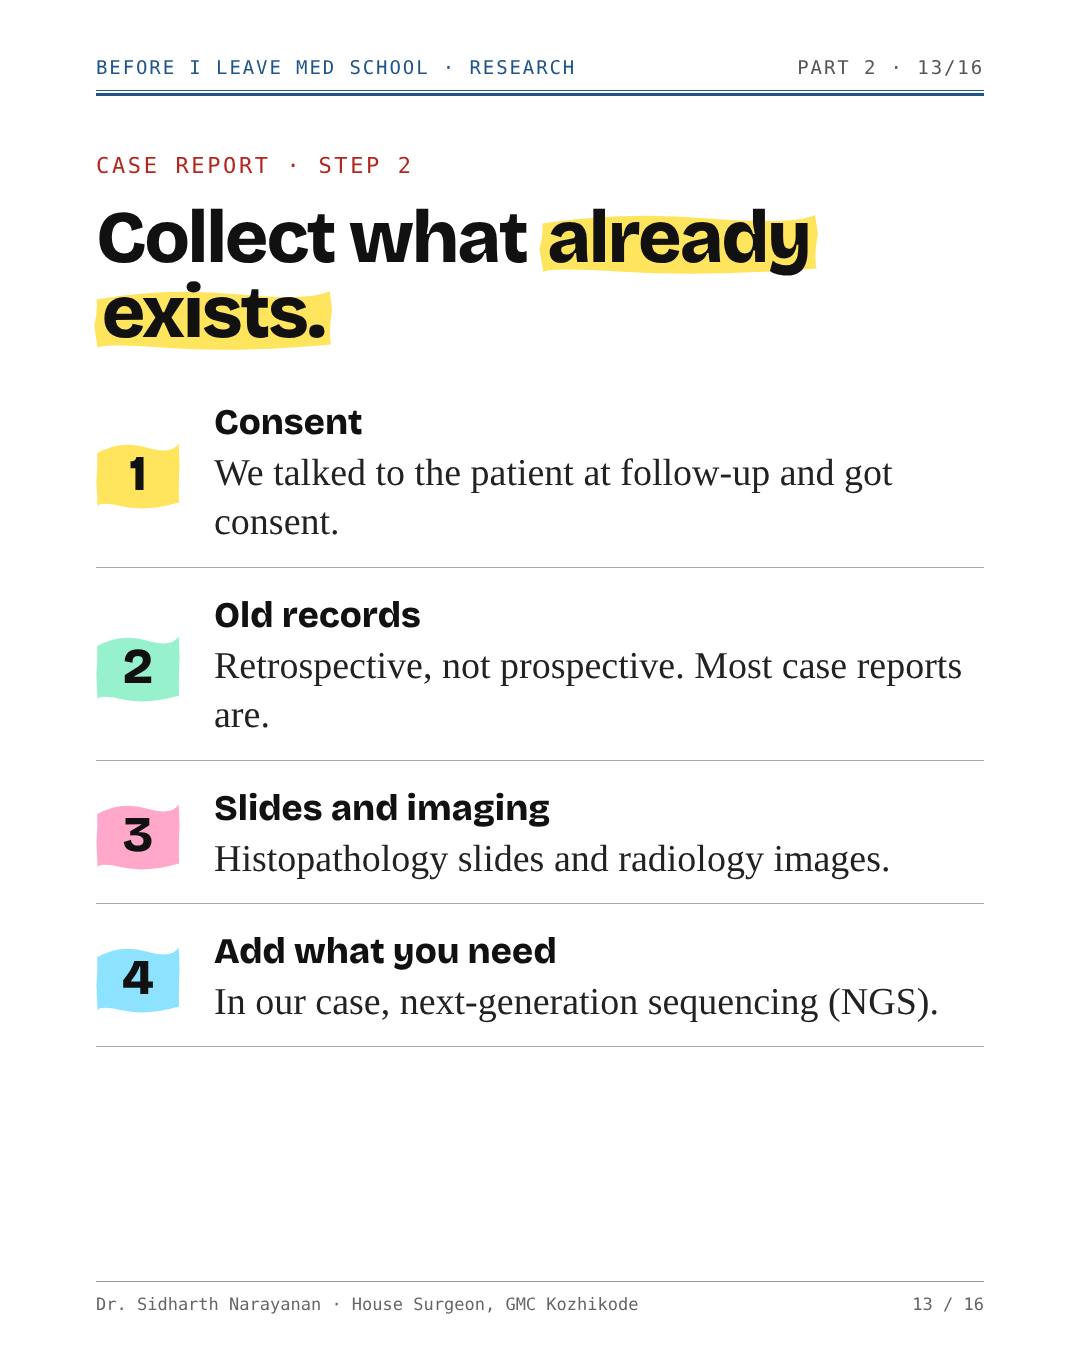 BEFORE I LEAVE MED SCHOOL · RESEARCH
PART 2 · 13/16
CASE REPORT · STEP 2
Collect what already
exists.
1
Consent
We talked to the patient at follow-up and got
consent.
2
Old records
Retrospective, not prospective. Most case reports
are.
3
Slides and imaging
Histopathology slides and radiology images.
4
Add what you need
In our case, next-generation sequencing (NGS).
Dr. Sidharth Narayanan · House Surgeon, GMC Kozhikode
13 / 16